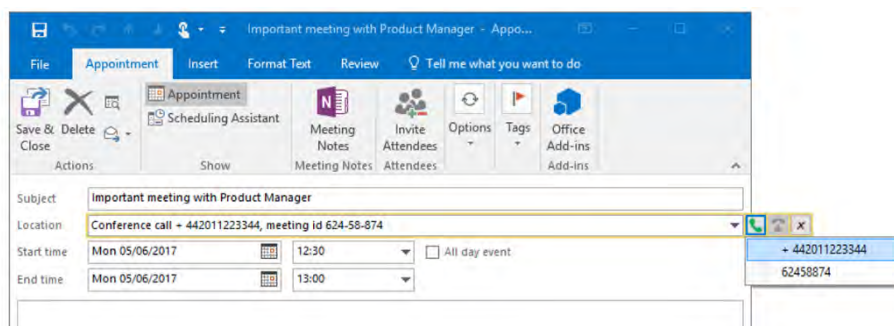 Important meeting with Product Manager - Appo...
File Appointment Insert Format Text Review Tell me what you want to do
Save & Close
Delete
Actions
Appointment
Scheduling Assistant
Show
Meeting Notes
Meeting Notes
Invite Attendees
Attendees
Options
Tags
Office Add-ins
Add-ins
Subject Important meeting with Product Manager
Location Conference call + 442011223344, meeting id 624-58-874 x
+ 442011223344
Start time Mon 05/06/2017 12:30 All day event
62458874
End time Mon 05/06/2017 13:00